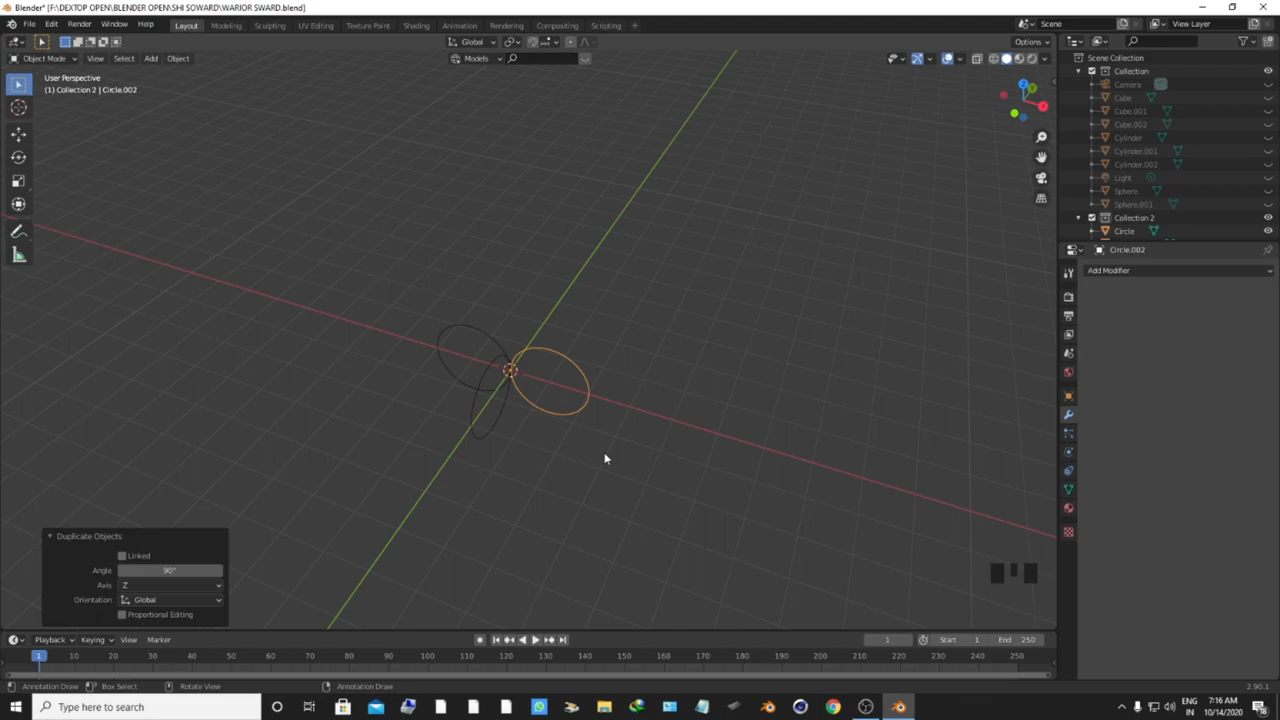 Blender* [F:\DEXTOP OPEN\BLENDER OPEN\SHI SOWARD\WARIOR SWARD.blend]
File Edit Render Window Help Layout Modeling Sculpting UV Editing Texture Paint Shading Animation Rendering Compositing Scripting + Scene View Layer
Global Options
Object Mode View Select Add Object Models
User Perspective
(1) Collection 2 | Circle.002
Scene Collection
Collection
Camera
Cube
Cube.001
Cube.002
Cylinder
Cylinder.001
Cylinder.002
Light
Sphere
Sphere.001
Collection 2
Circle
Circle.002
Add Modifier
Duplicate Objects
Linked
Angle 90°
Axis Z
Orientation Global
Proportional Editing
Playback Keying View Marker 1 Start 1 End 250
1 10 20 30 40 50 60 70 80 90 100 110 120 130 140 150 160 170 180 190 200 210 220 230 240 250
Annotation Draw Box Select Rotate View Annotation Draw 2.90.1
Type here to search
ENG 7:16 AM
IN 10/14/2020